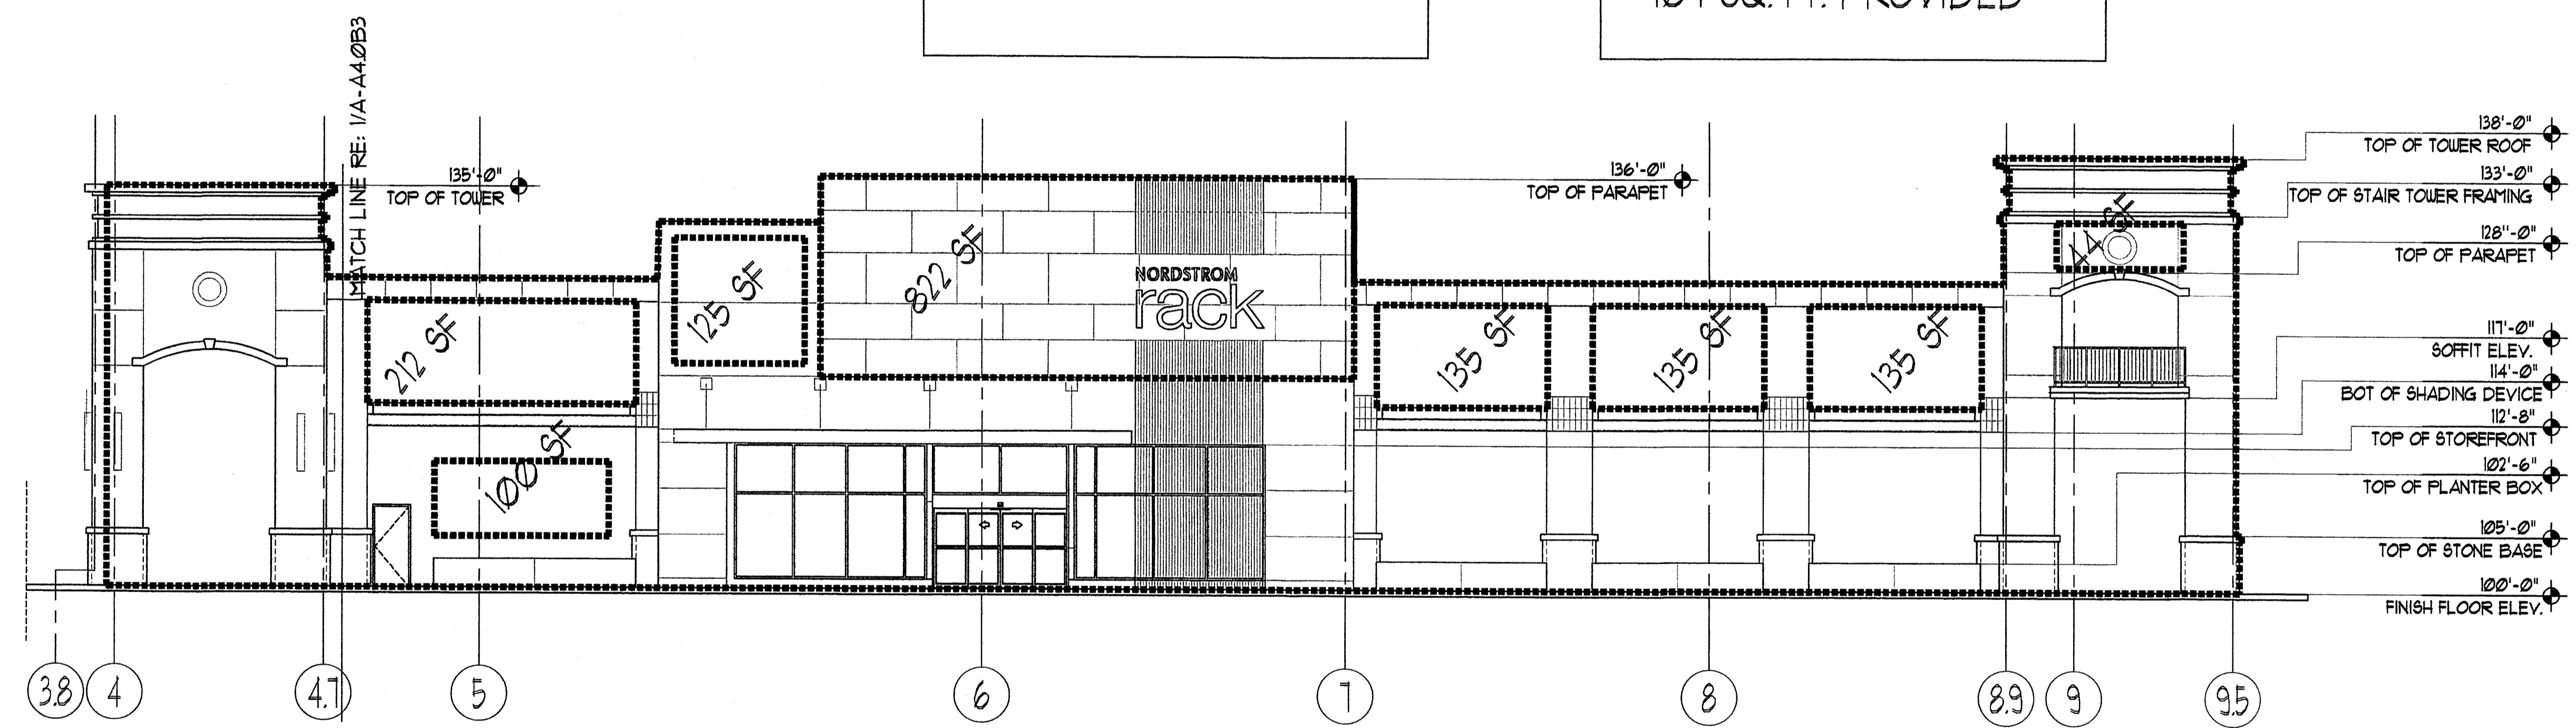 SQ. FT. PROVIDED
MATCH LINE RE: 1/A-A4.0B3
135'-0"
TOP OF TOWER
136'-0"
TOP OF PARAPET
138'-0"
TOP OF TOWER ROOF
133'-0"
TOP OF STAIR TOWER FRAMING
128"-0"
TOP OF PARAPET
117'-0"
SOFFIT ELEV.
114'-0"
BOT OF SHADING DEVICE
112'-8"
TOP OF STOREFRONT
102'-6"
TOP OF PLANTER BOX
105'-0"
TOP OF STONE BASE
100'-0"
FINISH FLOOR ELEV.
212 SF
100 SF
125 SF
822 SF
NORDSTROM
rack
135 SF
135 SF
135 SF
44 SF
3.8
4
4.7
5
6
7
8
8.9
9
9.5